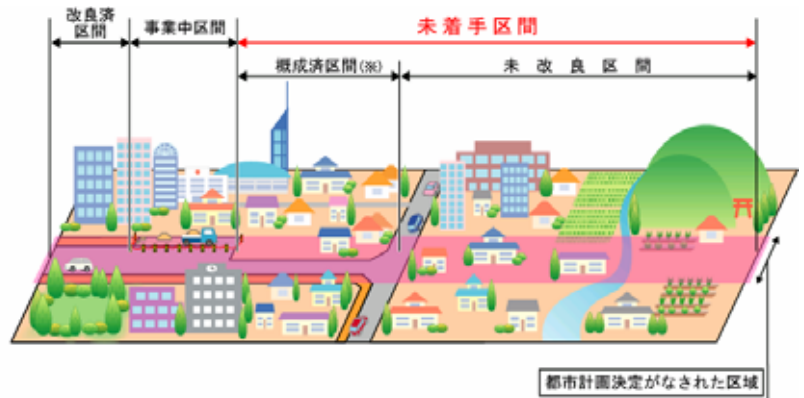 改良済
区間
事業中区間
未着手区間
概成済区間(※)
未改良区間
都市計画決定がなされた区域